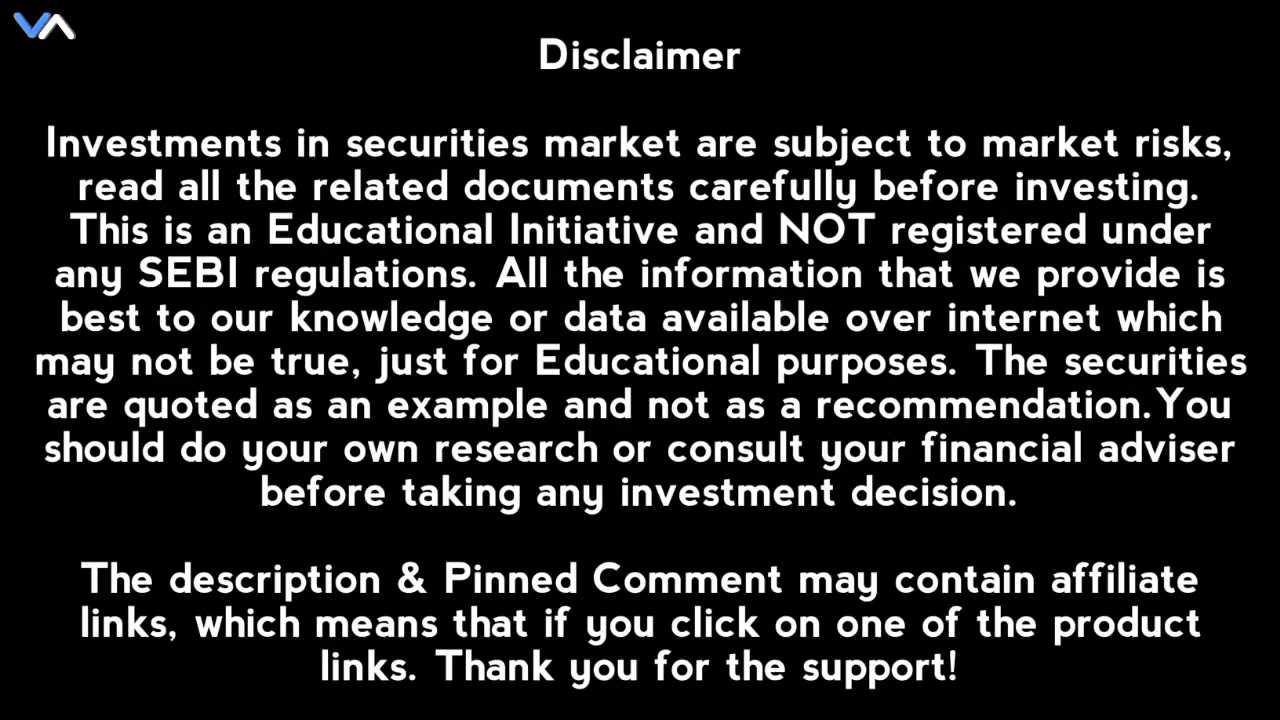 VA
Disclaimer
Investments in securities market are subject to market risks,
read all the related documents carefully before investing.
This is an Educational Initiative and NOT registered under
any SEBI regulations. All the information that we provide is
best to our knowledge or data available over internet which
may not be true, just for Educational purposes. The securities
are quoted as an example and not as a recommendation.You
should do your own research or consult your financial adviser
before taking any investment decision.
The description & Pinned Comment may contain affiliate
links, which means that if you click on one of the product
links. Thank you for the support!